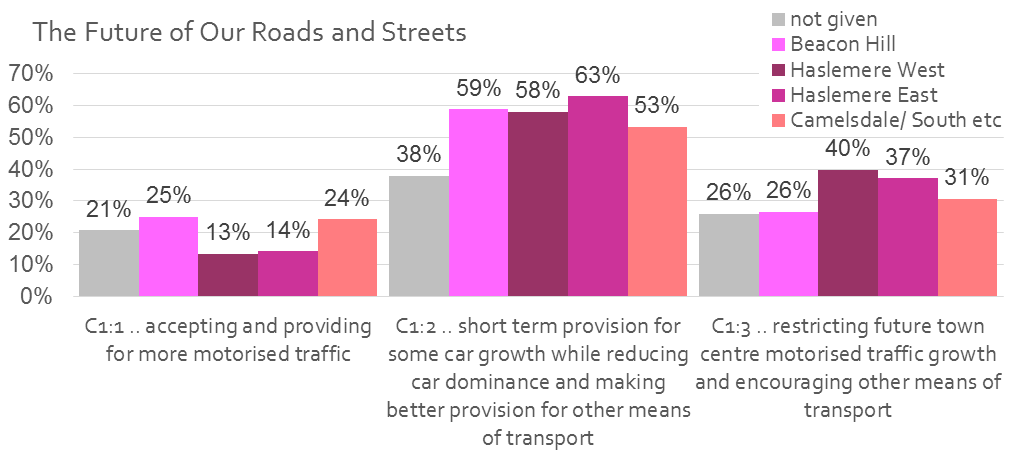 The Future of Our Roads and Streets
not given
Beacon Hill
Haslemere West
Haslemere East
Camelsdale/ South etc
70%
60%
50%
40%
30%
20%
10%
0%
21%
25%
13%
14%
24%
38%
59%
58%
63%
53%
26%
26%
40%
37%
31%
C1:1 .. accepting and providing
for more motorised traffic
C1:2 .. short term provision for
some car growth while reducing
car dominance and making
better provision for other means
of transport
C1:3 .. restricting future town
centre motorised traffic growth
and encouraging other means of
transport